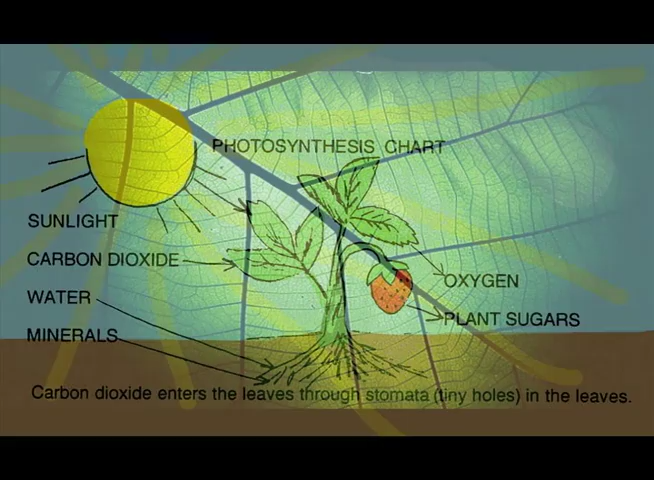 PHOTOSYNTHESIS CHART
SUNLIGHT
CARBON DIOXIDE
WATER
MINERALS
OXYGEN
PLANT SUGARS
Carbon dioxide enters the leaves through stomata (tiny holes) in the leaves.